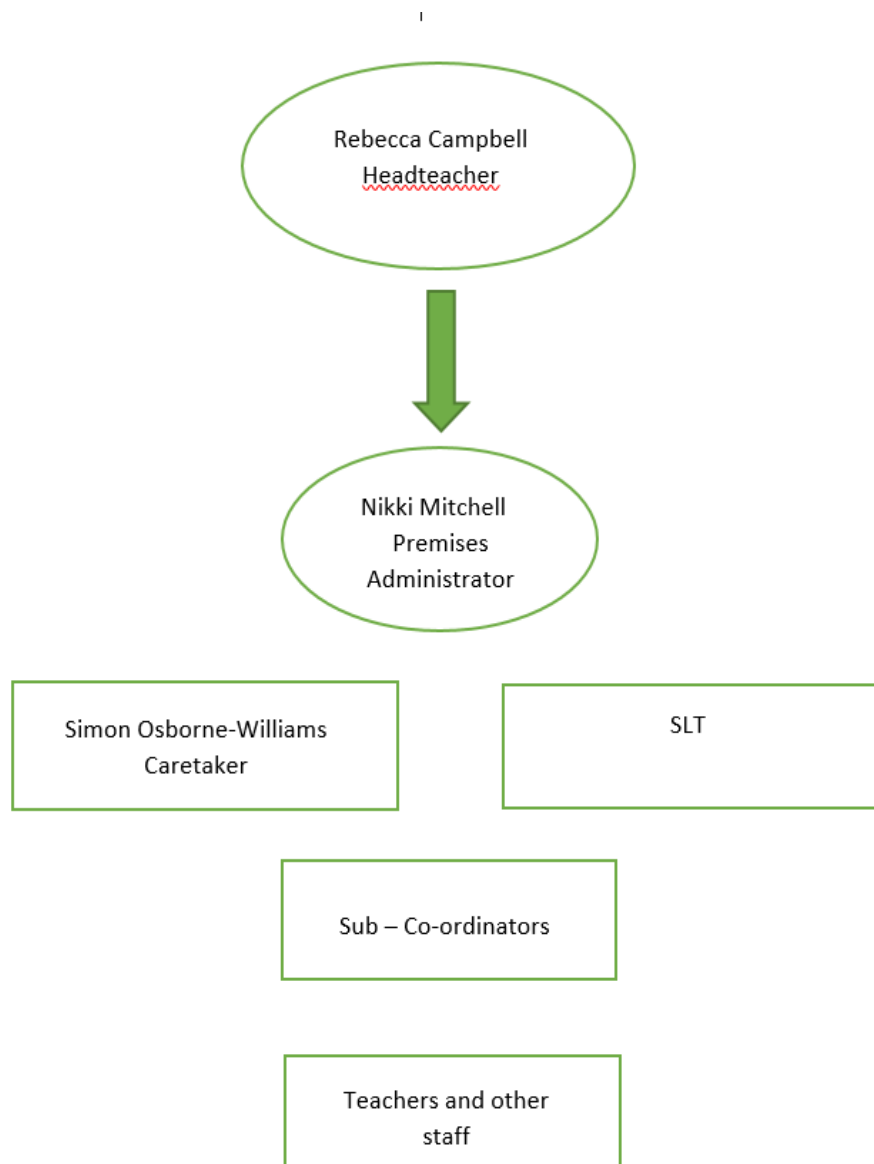 Rebecca Campbell
Headteacher
Nikki Mitchell
Premises
Administrator
Simon Osborne-Williams
Caretaker
SLT
Sub – Co-ordinators
Teachers and other
staff